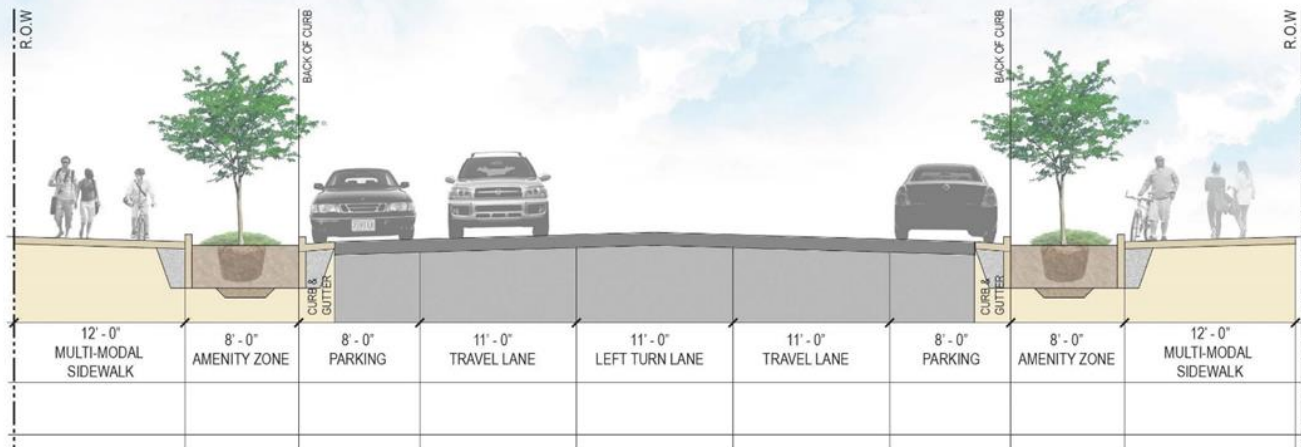 R.O.W
BACK OF CURB
BACK OF CURB
R.O.W
CURB &
GUTTER
CURB &
GUTTER
12' - 0"
MULTI-MODAL
SIDEWALK
8' - 0"
AMENITY ZONE
8' - 0"
PARKING
11' - 0"
TRAVEL LANE
11' - 0"
LEFT TURN LANE
11' - 0"
TRAVEL LANE
8' - 0"
PARKING
8' - 0"
AMENITY ZONE
12' - 0"
MULTI-MODAL
SIDEWALK